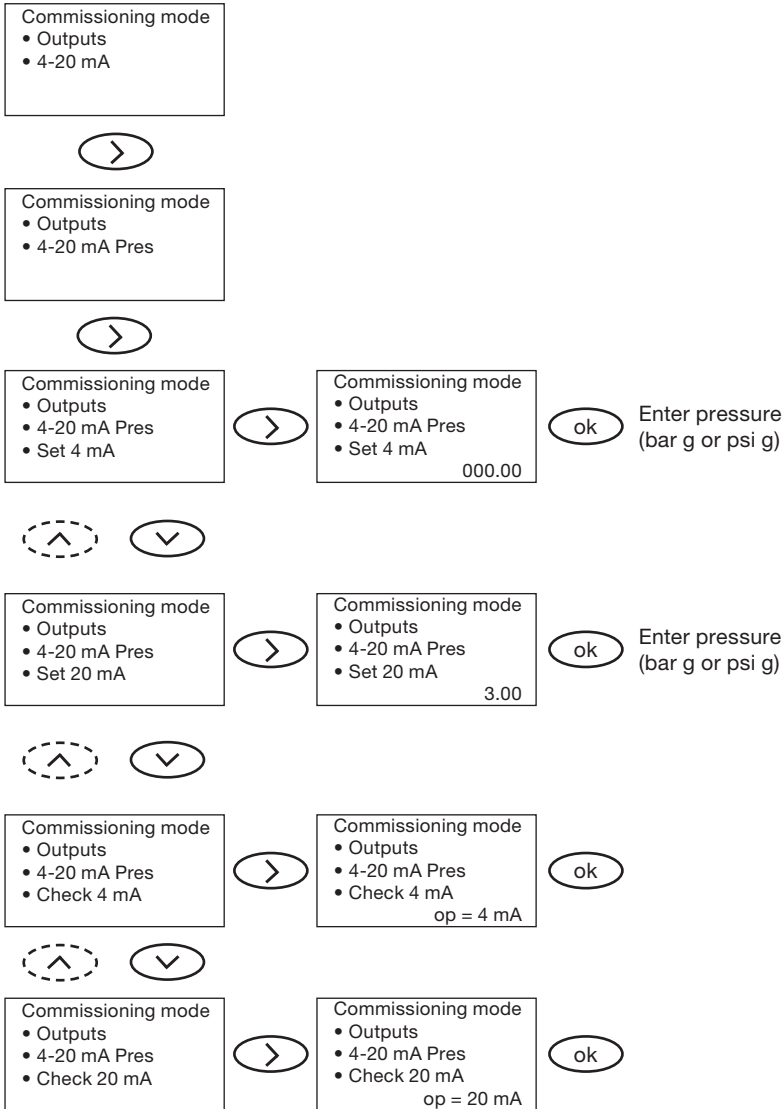 Commissioning mode
• Outputs
• 4-20 mA
Commissioning mode
• Outputs
• 4-20 mA Pres
Commissioning mode
• Outputs
• 4-20 mA Pres
• Set 4 mA
Commissioning mode
• Outputs
• 4-20 mA Pres
• Set 4 mA
000.00
ok
Enter pressure
(bar g or psi g)
Commissioning mode
• Outputs
• 4-20 mA Pres
• Set 20 mA
Commissioning mode
• Outputs
• 4-20 mA Pres
• Set 20 mA
3.00
ok
Enter pressure
(bar g or psi g)
Commissioning mode
• Outputs
• 4-20 mA Pres
• Check 4 mA
Commissioning mode
• Outputs
• 4-20 mA Pres
• Check 4 mA
op = 4 mA
ok
Commissioning mode
• Outputs
• 4-20 mA Pres
• Check 20 mA
Commissioning mode
• Outputs
• 4-20 mA Pres
• Check 20 mA
op = 20 mA
ok